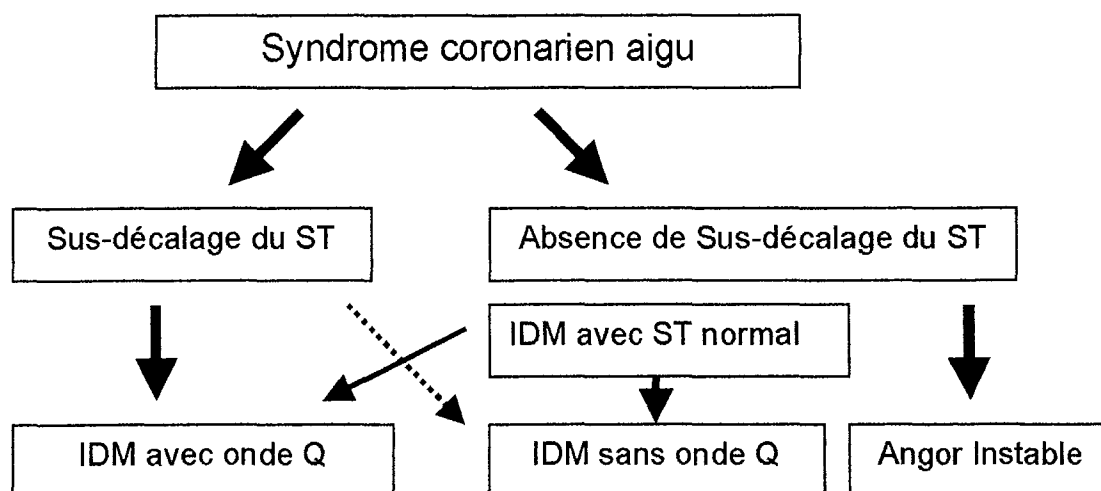 Syndrome coronarien aigu
Sus-décalage du ST
Absence de Sus-décalage du ST
IDM avec ST normal
IDM avec onde Q
IDM sans onde Q
Angor Instable